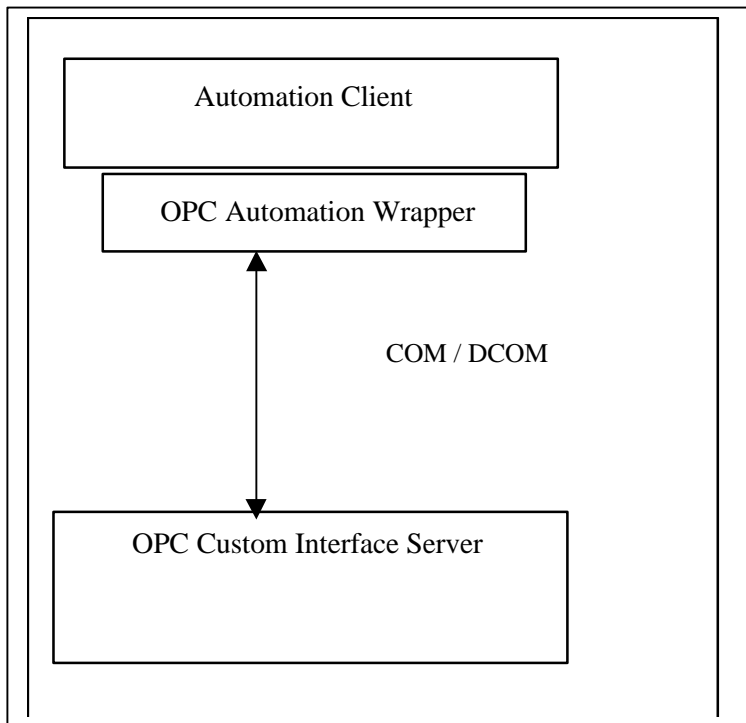 Automation Client
OPC Automation Wrapper
COM / DCOM
OPC Custom Interface Server